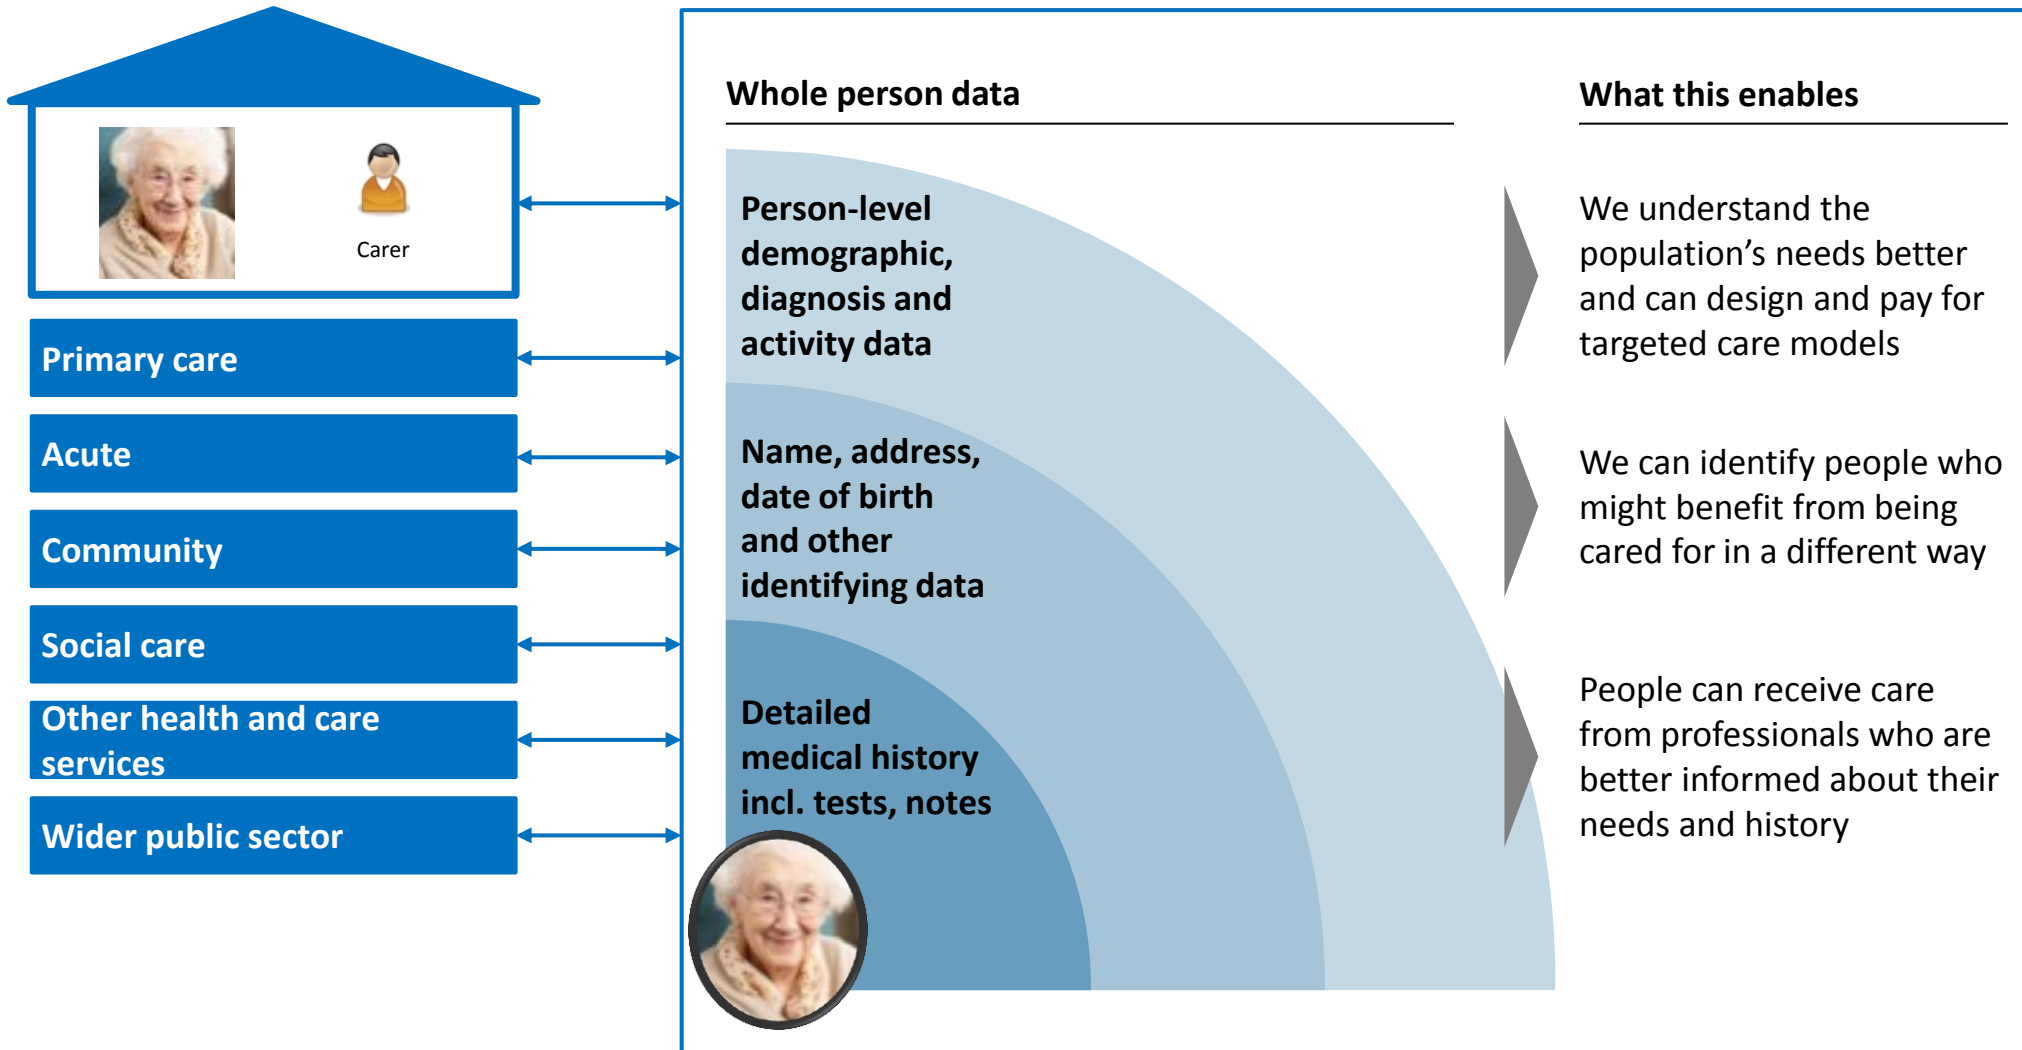 Carer
Primary care
Acute
Community
Social care
Other health and care
services
Wider public sector
Whole person data
Person-level
demographic,
diagnosis and
activity data
Name, address,
date of birth
and other
identifying data
Detailed
medical history
incl. tests, notes
What this enables
We understand the
population’s needs better
and can design and pay for
targeted care models
We can identify people who
might benefit from being
cared for in a different way
People can receive care
from professionals who are
better informed about their
needs and history